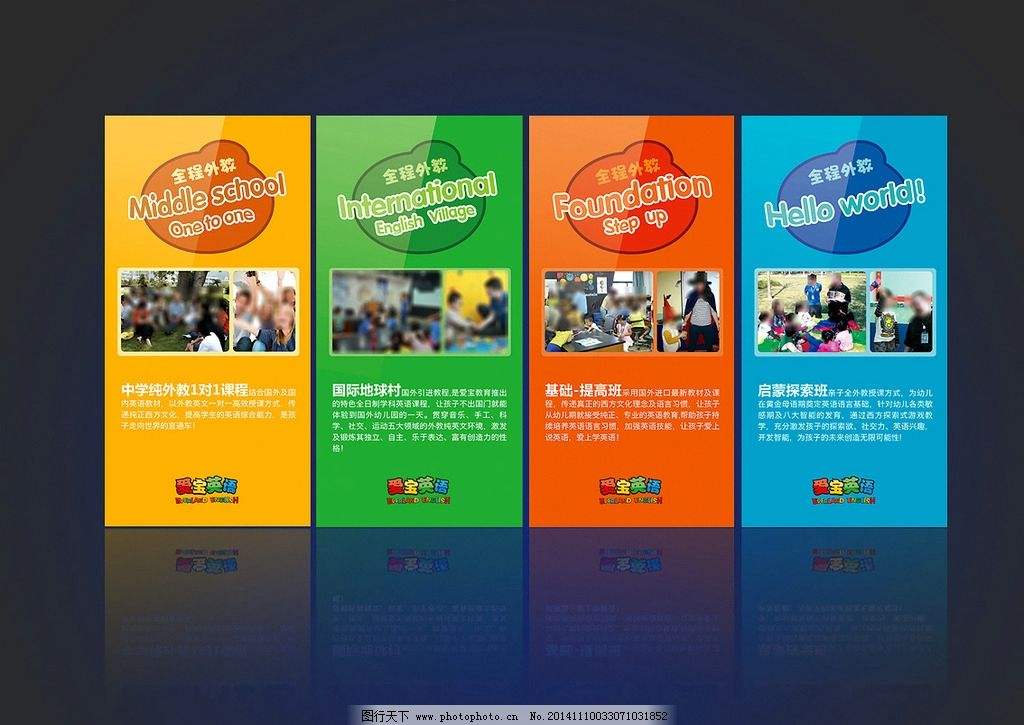 全程外教
Middle school
One to one
中学纯外教1对1课程结合国外及国
内英语教材，以外教英文一对一高效授课方式，传
递纯正西方文化，提高学生的英语综合能力，是孩
子走向世界的直通车！
爱宝英语
全程外教
International
English Village
国际地球村国外引进教程,是爱宝教育推出
的特色全日制学科英语课程，让孩子不出国门就能
体验到国外幼儿园的一天。贯穿音乐、手工、科
学、社交、运动五大领域的外教纯英文环境，激发
及锻炼其独立、自主、乐于表达、富有创造力的性
格！
爱宝英语
全程外教
Foundation
Step up
基础-提高班采用国外进口最新教材及课
程，传递真正的西方文化理念及语言习惯，让孩子
从幼儿期就接受纯正、专业的英语教育,帮助孩子持
续培养英语语言习惯，加强英语技能，让孩子爱上
说英语，爱上学英语！
爱宝英语
全程外教
Hello world!
启蒙探索班亲子全外教授课方式，为幼儿
在黄金母语期奠定英语语言基础，针对幼儿各类敏
感期及八大智能的发育，通过西方探索式游戏教
学，充分激发孩子的探索欲、社交力、英语兴趣，
开发智能，为孩子的未来创造无限可能性！
爱宝英语
图行天下 www.photophoto.cn No.20141110033071031852